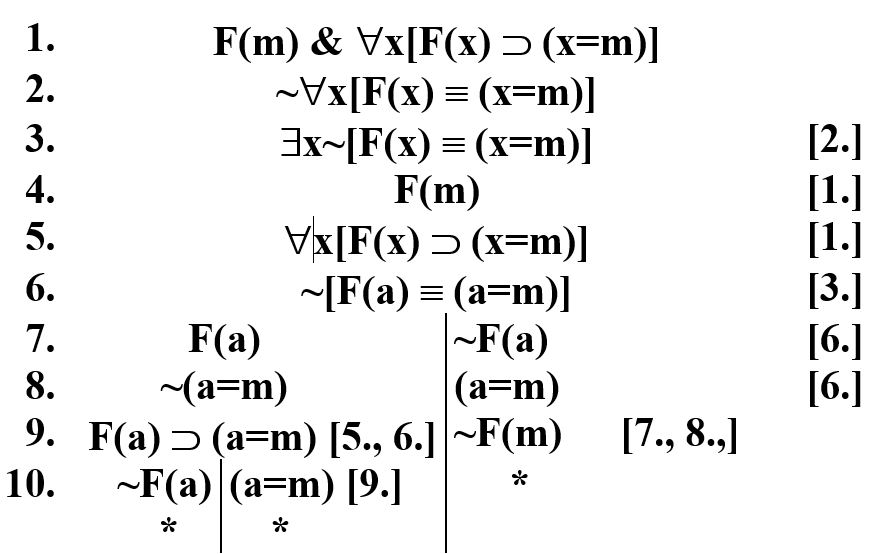 1. F(m) & ∀x[F(x) ⊃ (x=m)]
2. ~∀x[F(x) ≡ (x=m)]
3. ∃x~[F(x) ≡ (x=m)] [2.]
4. F(m) [1.]
5. ∀x[F(x) ⊃ (x=m)] [1.]
6. ~[F(a) ≡ (a=m)] [3.]
7. F(a) ~F(a) [6.]
8. ~(a=m) (a=m) [6.]
9. F(a) ⊃ (a=m) [5., 6.] ~F(m) [7., 8.,]
10. ~F(a) (a=m) [9.] *
* *